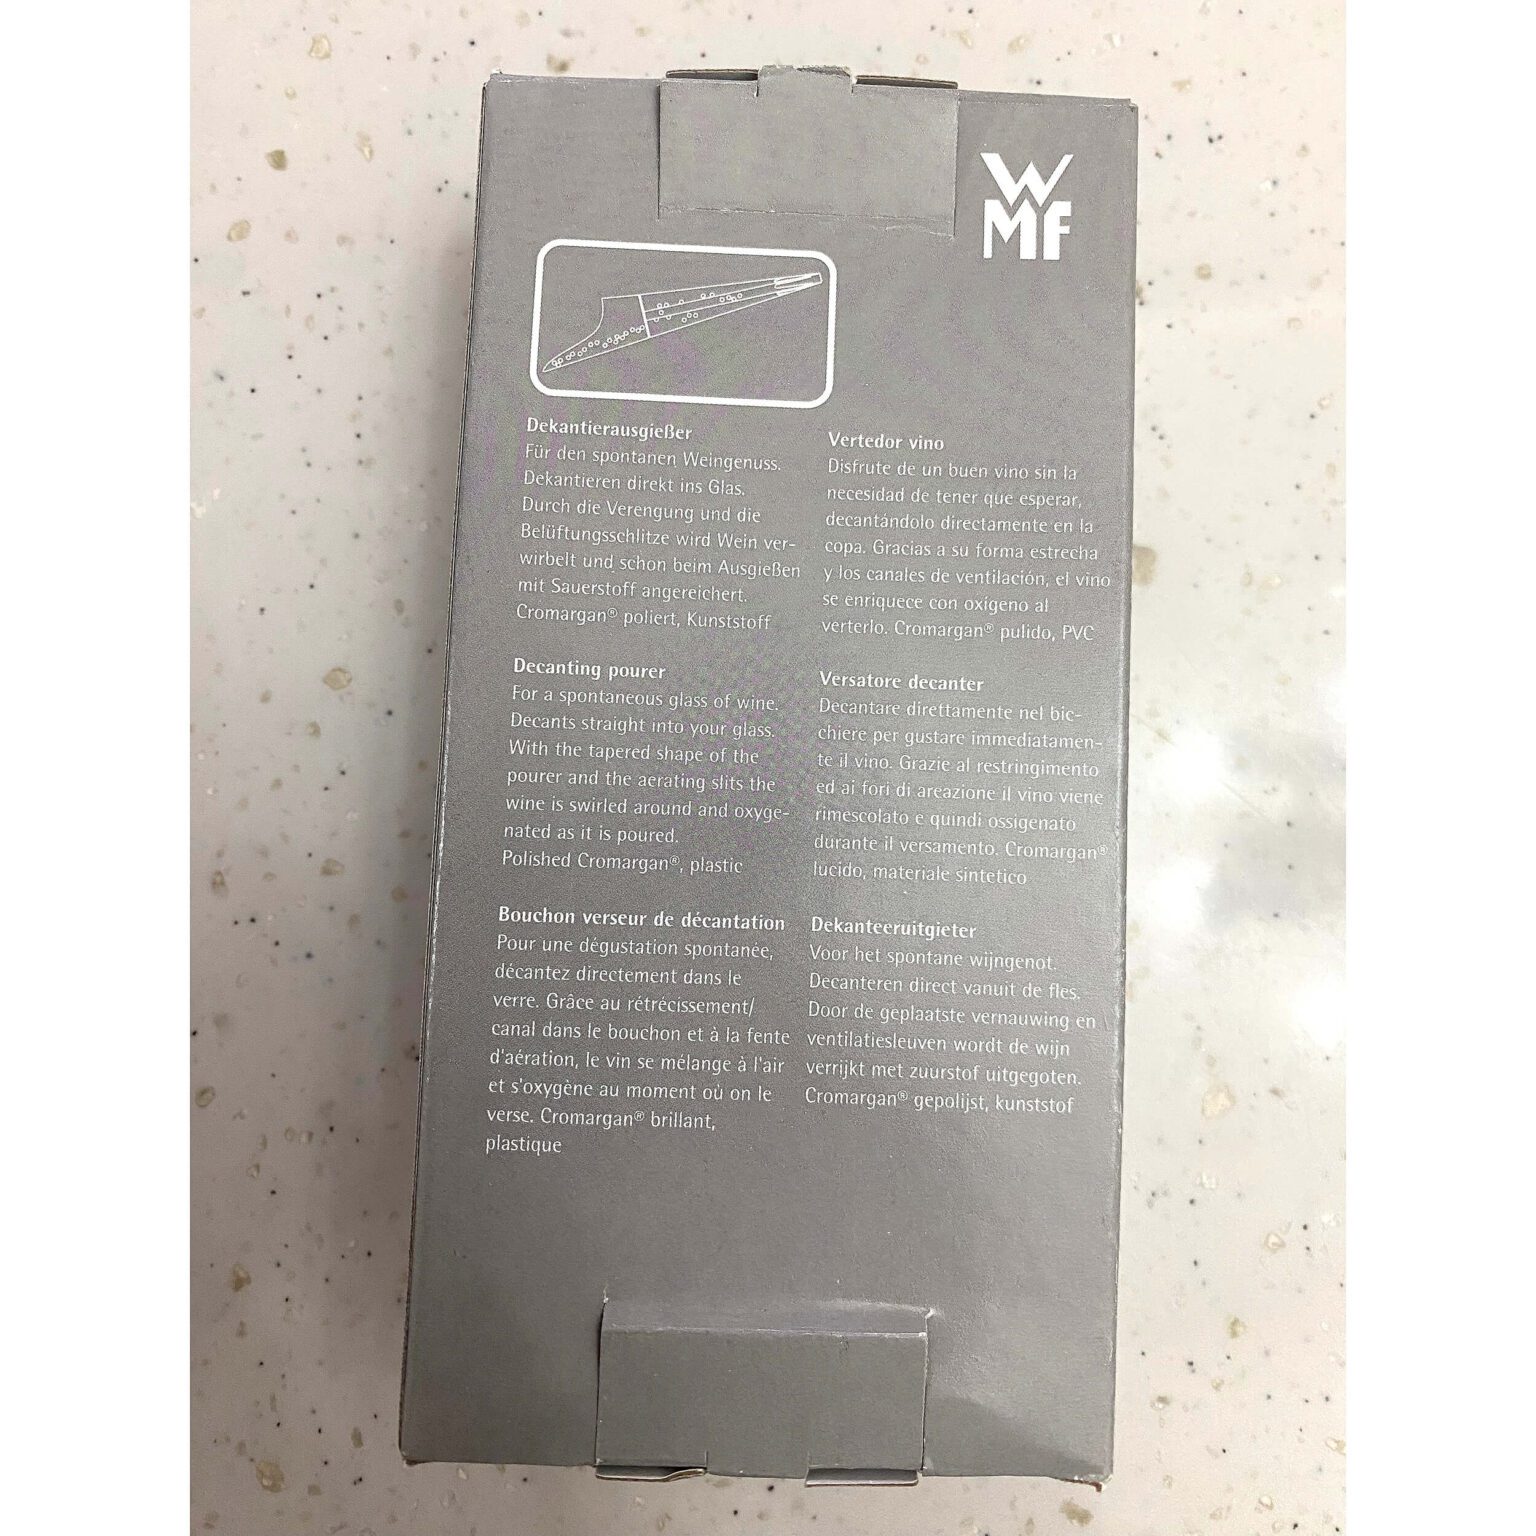 WMF
Dekantierausgießer
Für den spontanen Weingenuss.
Dekantieren direkt ins Glas.
Durch die Verengung und die
Belüftungsschlitze wird Wein ver-
wirbelt und schon beim Ausgießen
mit Sauerstoff angereichert.
Cromargan® poliert, Kunststoff
Decanting pourer
For a spontaneous glass of wine.
Decants straight into your glass.
With the tapered shape of the
pourer and the aerating slits the
wine is swirled around and oxyge-
nated as it is poured.
Polished Cromargan®, plastic
Bouchon verseur de décantation
Pour une dégustation spontanée,
décantez directement dans le
verre. Grâce au rétrécissement/
canal dans le bouchon et à la fente
d'aération, le vin se mélange à l'air
et s'oxygène au moment où on le
verse. Cromargan® brillant,
plastique
Vertedor vino
Disfrute de un buen vino sin la
necesidad de tener que esperar,
decantándolo directamente en la
copa. Gracias a su forma estrecha
y los canales de ventilación, el vino
se enriquece con oxígeno al
verterlo. Cromargan® pulido, PVC
Versatore decanter
Decantare direttamente nel bic-
chiere per gustare immediatamen-
te il vino. Grazie al restringimento
ed ai fori di areazione il vino viene
rimescolato e quindi ossigenato
durante il versamento. Cromargan®
lucido, materiale sintetico
Dekanteeruitgieter
Voor het spontane wijngenot.
Decanteren direct vanuit de fles.
Door de geplaatste vernauwing en
ventilatiesleuven wordt de wijn
verrijkt met zuurstof uitgegoten.
Cromargan® gepolijst, kunststof